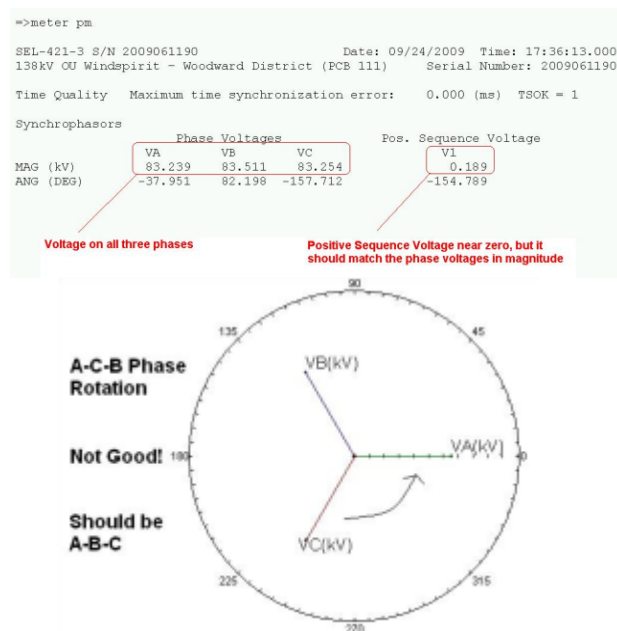 =>meter pm
SEL-421-3 S/N 2009061190 Date: 09/24/2009 Time: 17:36:13.000
138kV OU Windspirit - Woodward District (PCB 111) Serial Number: 2009061190
Time Quality Maximum time synchronization error: 0.000 (ms) TSOK = 1
Synchrophasors
Phase Voltages Pos. Sequence Voltage
VA VB VC V1
MAG (kV) 83.239 83.511 83.254 0.189
ANG (DEG) -37.951 82.198 -157.712 -154.789
Voltage on all three phases
Positive Sequence Voltage near zero, but it
should match the phase voltages in magnitude
90
135 45
A-C-B Phase
Rotation
VB(kV)
Not Good! 180 VA(kV) 0
Should be
A-B-C
VC(kV)
225 315
270